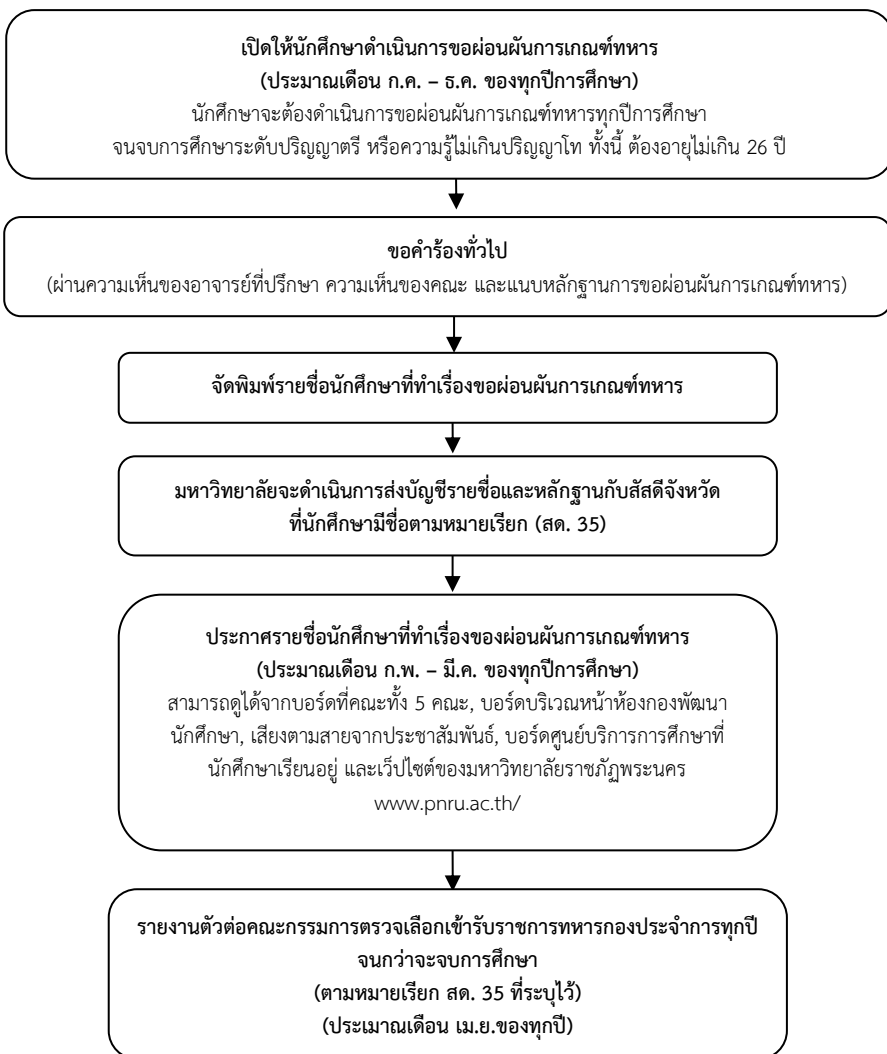 เปิดให้นักศึกษาดำเนินการขอผ่อนผันการเกณฑ์ทหาร
(ประมาณเดือน ก.ค. – ธ.ค. ของทุกปีการศึกษา)
นักศึกษาจะต้องดำเนินการขอผ่อนผันการเกณฑ์ทหารทุกปีการศึกษา
จนจบการศึกษาระดับปริญญาตรี หรือความรู้ไม่เกินปริญญาโท ทั้งนี้ ต้องอายุไม่เกิน 26 ปี
ขอคำร้องทั่วไป
(ผ่านความเห็นของอาจารย์ที่ปรึกษา ความเห็นของคณะ และแนบหลักฐานการขอผ่อนผันการเกณฑ์ทหาร)
จัดพิมพ์รายชื่อนักศึกษาที่ทำเรื่องขอผ่อนผันการเกณฑ์ทหาร
มหาวิทยาลัยจะดำเนินการส่งบัญชีรายชื่อและหลักฐานกับสัสดีจังหวัด
ที่นักศึกษามีชื่อตามหมายเรียก (สด. 35)
ประกาศรายชื่อนักศึกษาที่ทำเรื่องของผ่อนผันการเกณฑ์ทหาร
(ประมาณเดือน ก.พ. – มี.ค. ของทุกปีการศึกษา)
สามารถดูได้จากบอร์ดที่คณะทั้ง 5 คณะ, บอร์ดบริเวณหน้าห้องกองพัฒนา
นักศึกษา, เสียงตามสายจากประชาสัมพันธ์, บอร์ดศูนย์บริการการศึกษาที่
นักศึกษาเรียนอยู่ และเว็ปไซต์ของมหาวิทยาลัยราชภัฏพระนคร
www.pnru.ac.th/
รายงานตัวต่อคณะกรรมการตรวจเลือกเข้ารับราชการทหารกองประจำการทุกปี
จนกว่าจะจบการศึกษา
(ตามหมายเรียก สด. 35 ที่ระบุไว้)
(ประเมาณเดือน เม.ย.ของทุกปี)